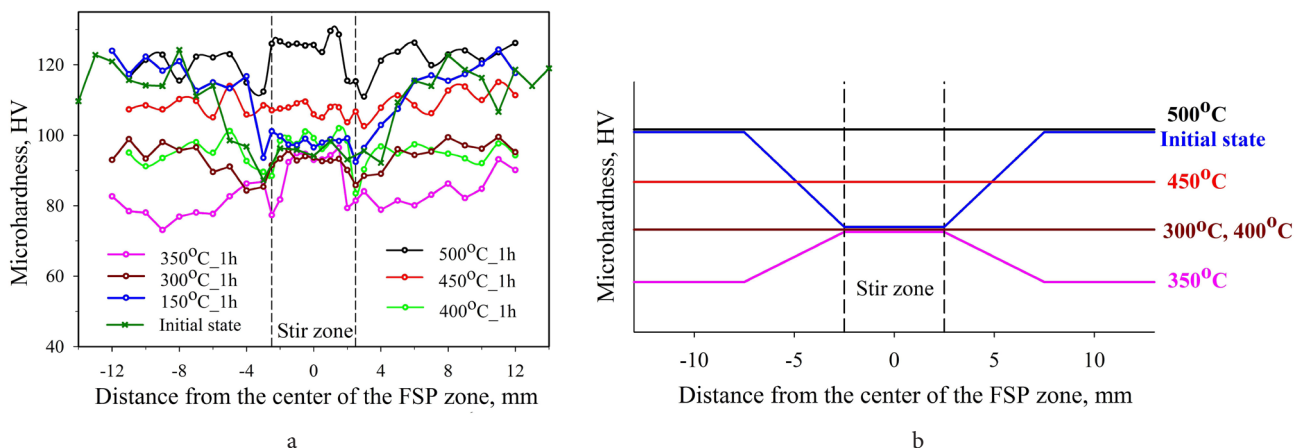 a
Microhardness, HV
120
100
80
60
40
350°C_1h
300°C_1h
150°C_1h
Initial state
500°C_1h
450°C_1h
400°C_1h
Stir zone
-12 -8 -4 0 4 8 12
Distance from the center of the FSP zone, mm
a
Microhardness, HV
500°C
Initial state
450°C
300°C, 400°C
350°C
Stir zone
-10 -5 0 5 10
Distance from the center of the FSP zone, mm
b